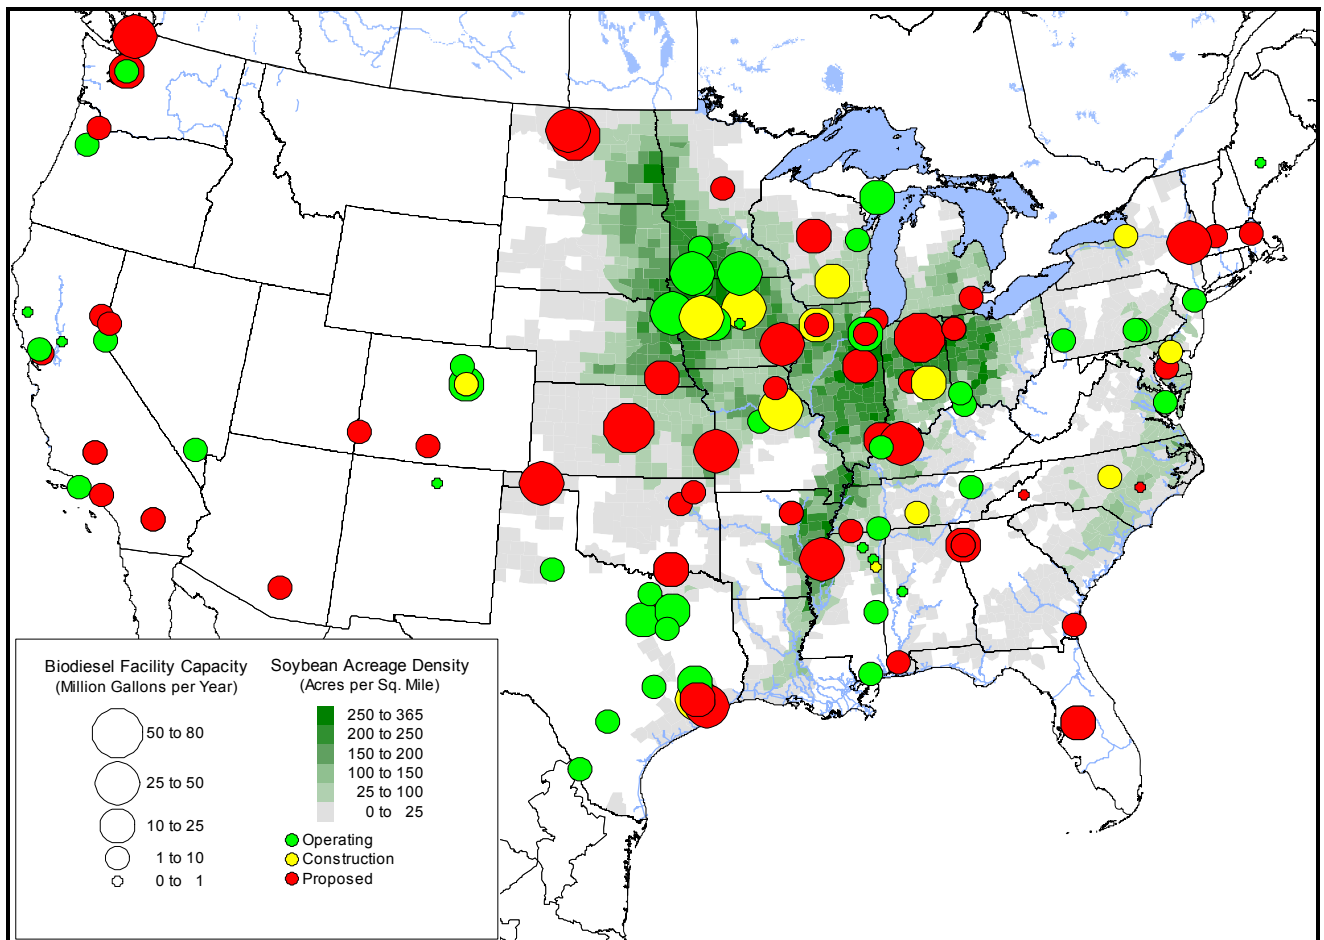 Biodiesel Facility Capacity
(Million Gallons per Year)
50 to 80
25 to 50
10 to 25
1 to 10
0 to 1
Soybean Acreage Density
(Acres per Sq. Mile)
250 to 365
200 to 250
150 to 200
100 to 150
25 to 100
0 to 25
Operating
Construction
Proposed